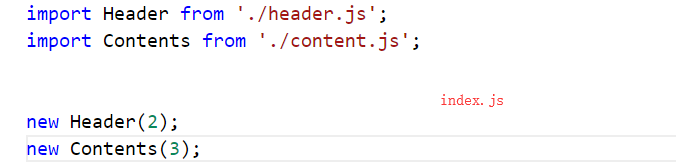 import Header from './header.js';
import Contents from './content.js';
index.js
new Header(2);
new Contents(3);